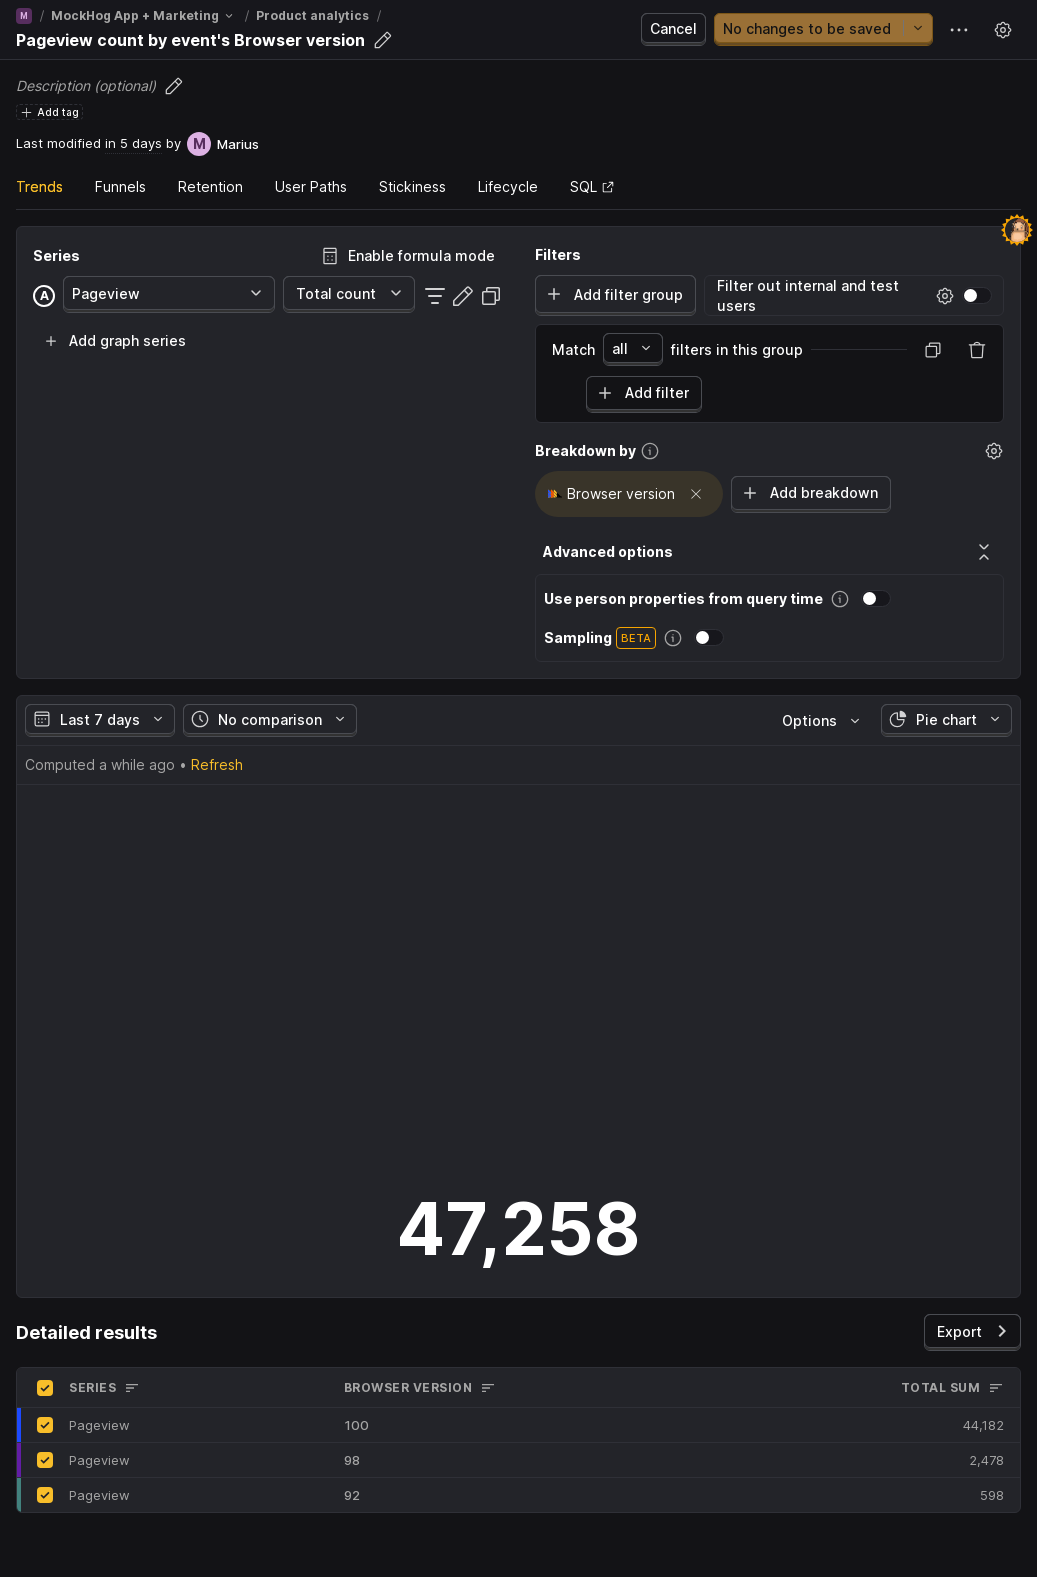 M / MockHog App + Marketing / Product analytics /
Pageview count by event's Browser version
Cancel
No changes to be saved
Description (optional)
Add tag
Last modified in 5 days by M Marius
Trends Funnels Retention User Paths Stickiness Lifecycle SQL
Series Enable formula mode
A Pageview Total count
Add graph series
Filters
Add filter group
Filter out internal and test
users
Match all filters in this group
Add filter
Breakdown by
Browser version Add breakdown
Advanced options
Use person properties from query time
Sampling BETA
Last 7 days No comparison Options Pie chart
Computed a while ago • Refresh
47,258
Detailed results Export
SERIES BROWSER VERSION TOTAL SUM
Pageview 100 44,182
Pageview 98 2,478
Pageview 92 598